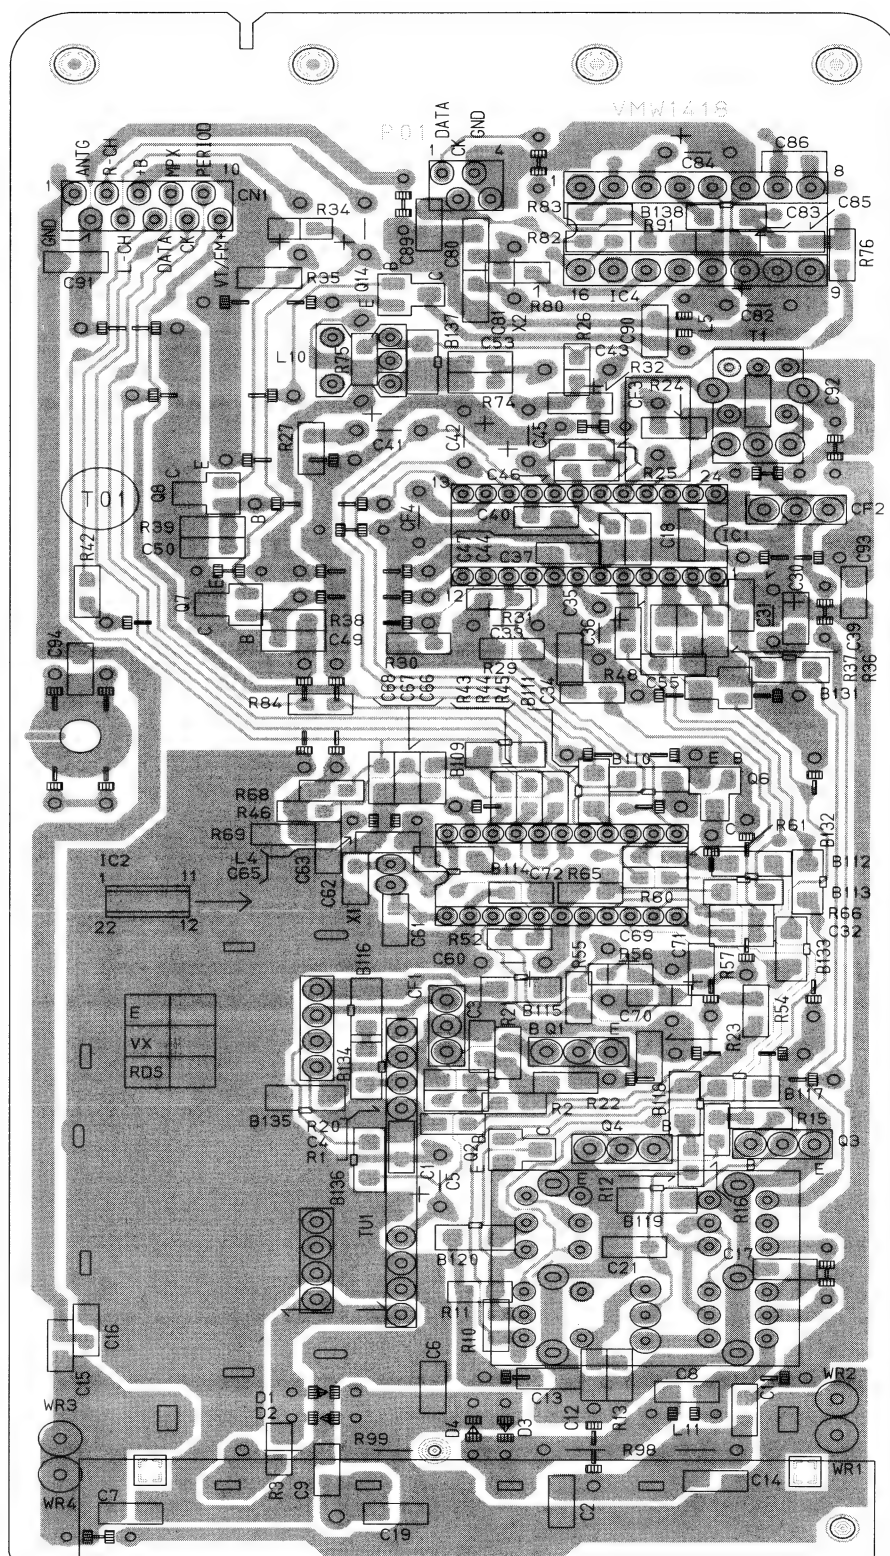 P01
VMW1418
DATA
CK
GND
1
4
ANTG
R-CH
+B
MPX
PERIOD
1
10
CN1
GND
L-CH
DATA
CK
VT/FM+
C91
R34
R35
C89
C80
C84
C86
1
8
R83
B138
C83
C85
R82
R91
R76
Q14
B
C
E
C81
X2
1
R80
16
IC4
9
L5
C82
C90
R26
B137
T1
L10
R75
C53
C43
R32
CF3
R24
C92
R74
R27
C41
C42
C45
C
E
Q8
B
T01
R39
C50
13
C46
R25
24
C40
CF4
C18
IC1
CF2
C47
C44
C37
R42
E
Q7
C
B
R38
C49
12
R31
C33
C35
C36
C31
C30
C93
C39
R37
R36
R30
R29
R48
C55
C34
B131
C94
R84
C68
C67
C66
R43
R44
R45
B111
B109
B110
E
B
Q6
C
R68
R46
R69
R61
B132
IC2
1
11
22
12
L4
C65
C63
C62
X1
C61
B114
C72
R65
R60
B112
B113
R66
C32
R52
C60
C69
C71
R55
R56
R57
B133
B116
CF1
C3
R21
B115
C70
R54
R23
E
VX
RDS
B Q1
E
B134
B135
R20
C4
R1
B136
R2
R22
B118
B117
R15
Q2
B
C
E
Q4
B
Q3
B
E
C1
C5
TU1
E
R12
B119
R16
B120
C21
C17
R11
R10
C16
C15
C6
C13
C12
R13
C8
L11
WR3
WR4
WR2
WR1
D1
D2
R99
D4
D3
R98
R3
C9
C7
C19
C2
C14